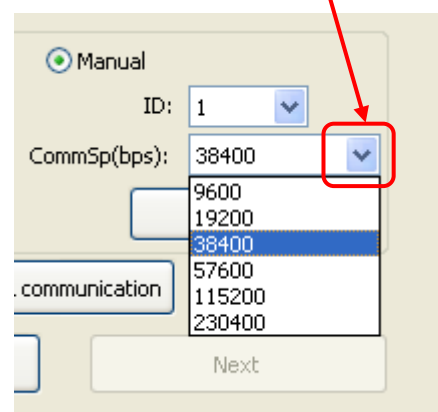 Manual
ID: 1
CommSp(bps): 38400
9600
19200
38400
57600
communication
115200
230400
Next